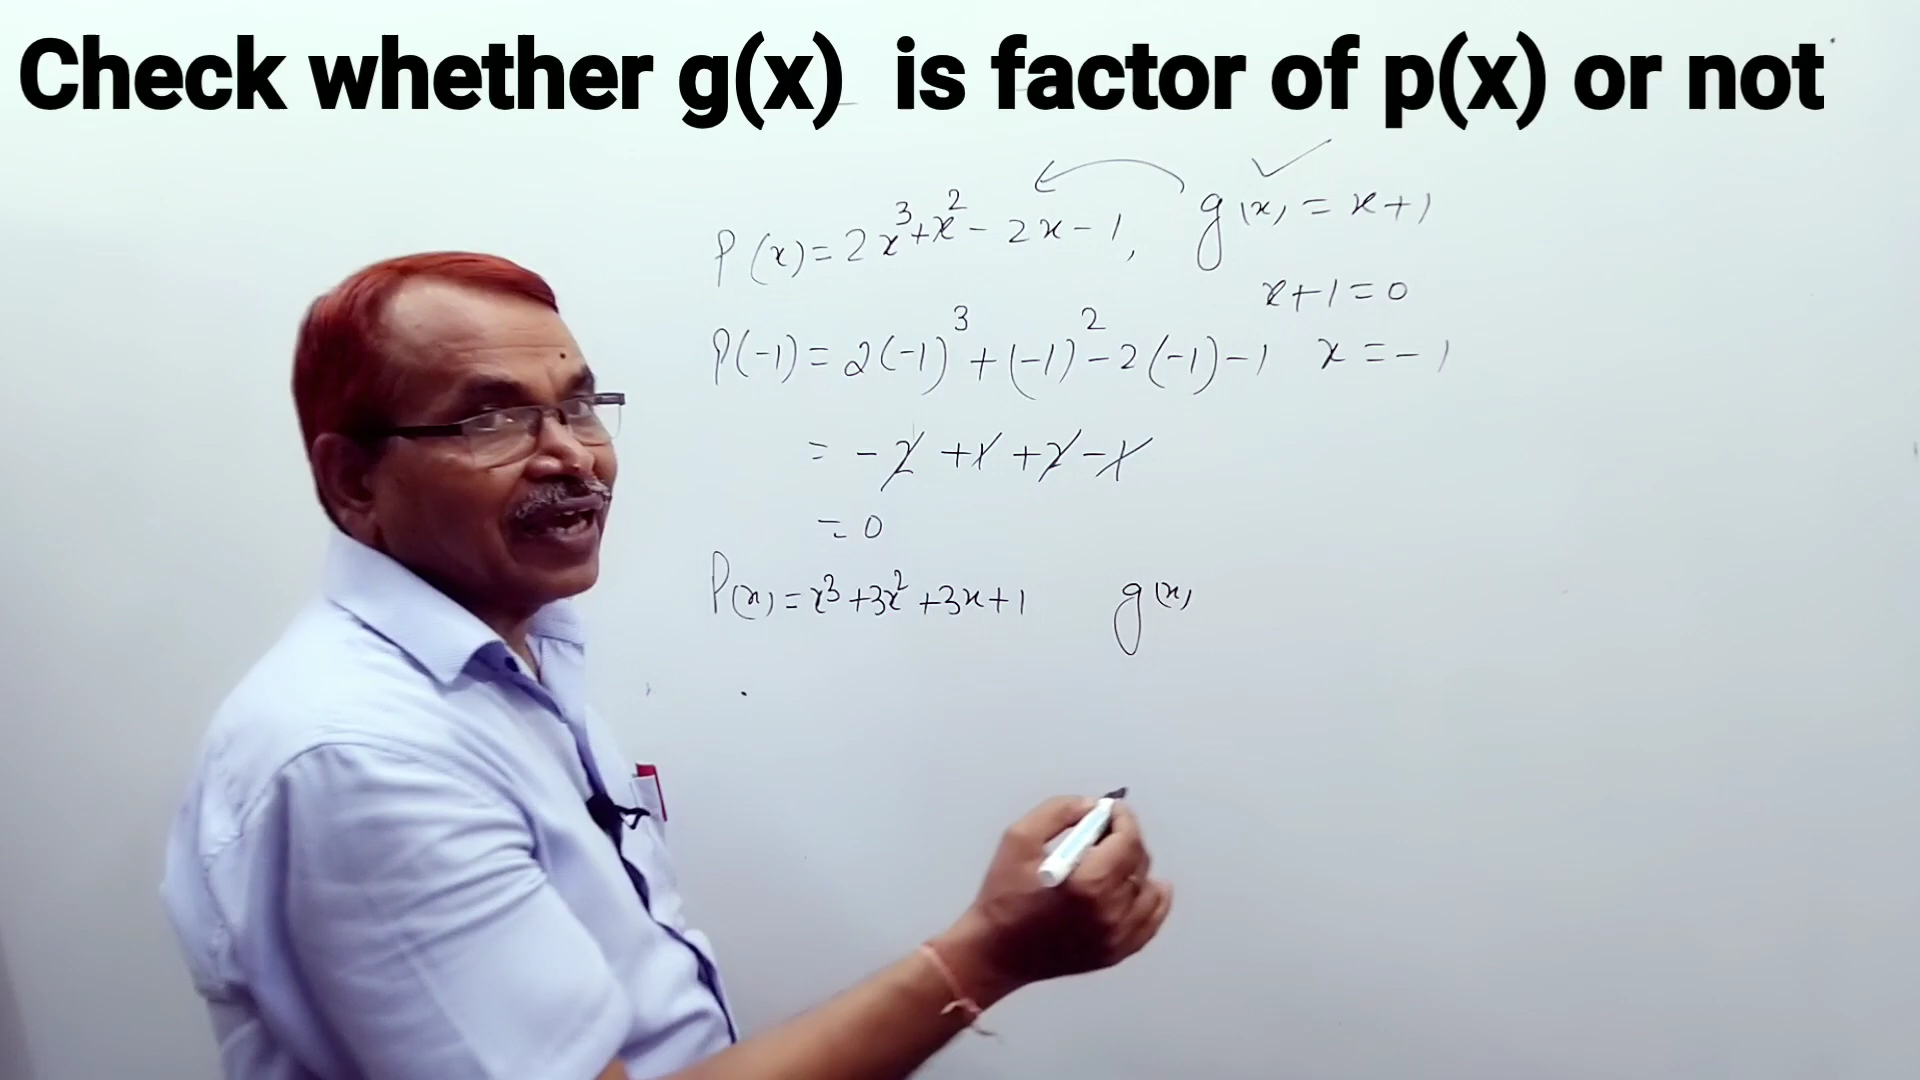 Check whether g(x) is factor of p(x) or not
P(x) = 2x³+x² - 2x - 1, g(x) = x+1
x+1=0
P(-1) = 2(-1)³ + (-1)² - 2(-1) - 1 x = -1
= -2 +1 +2 -1
= 0
P(x) = x³ +3x² +3x+1 g(x)